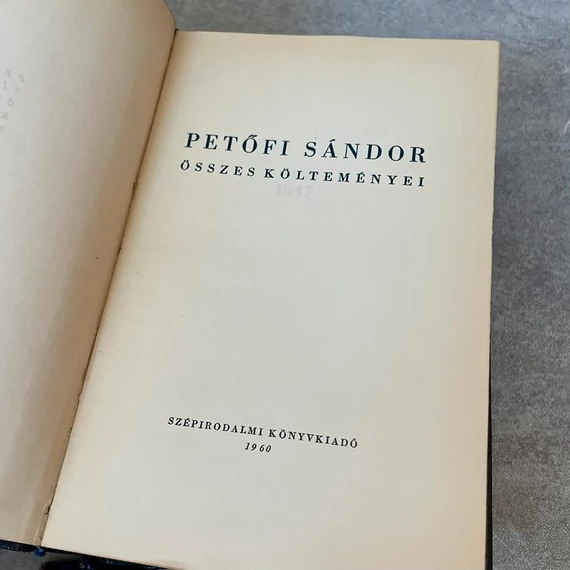 PETŐFI SÁNDOR
ÖSSZES KÖLTEMÉNYEI
SZÉPIRODALMI KÖNYVKIADÓ
1960